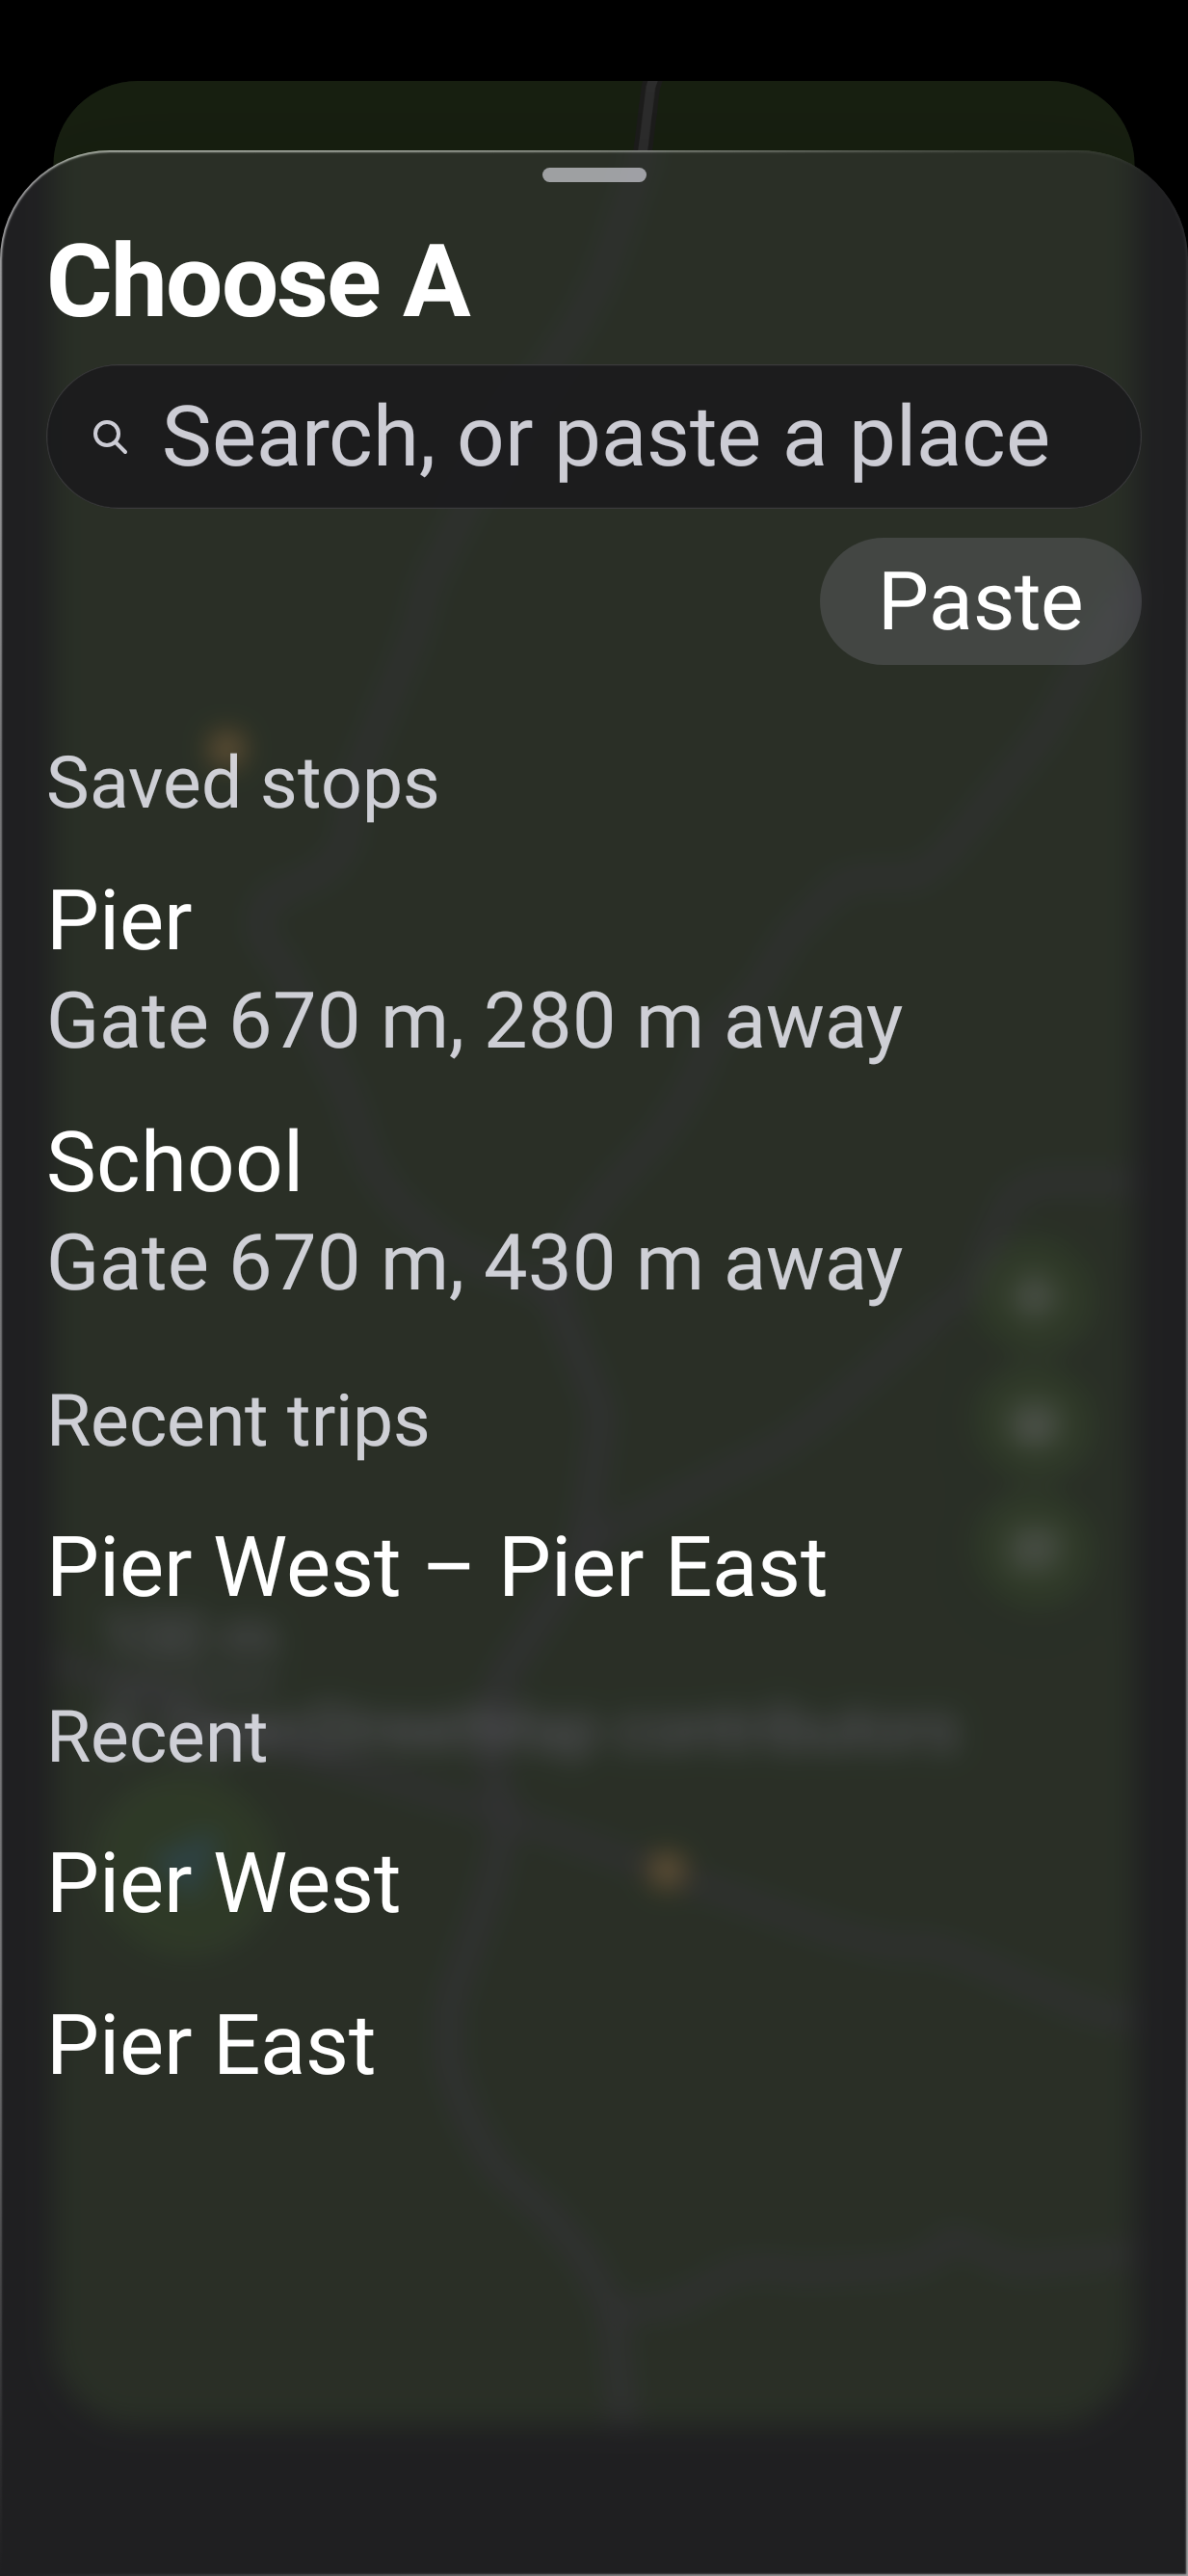 Choose A
Search, or paste a place
Paste
Saved stops
Pier
Gate 670 m, 280 m away
School
Gate 670 m, 430 m away
Recent trips
Pier West – Pier East
Recent
Pier West
Pier East